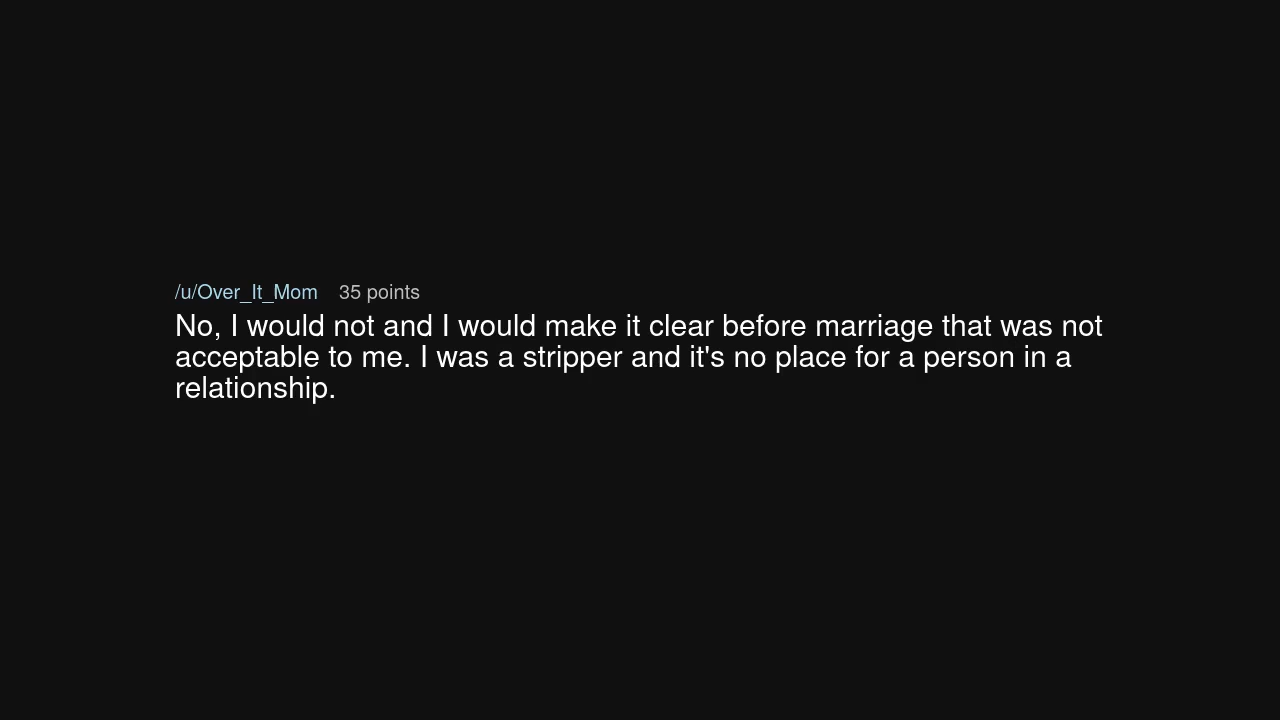 /u/Over_It_Mom 35 points
No, I would not and I would make it clear before marriage that was not
acceptable to me. I was a stripper and it's no place for a person in a
relationship.